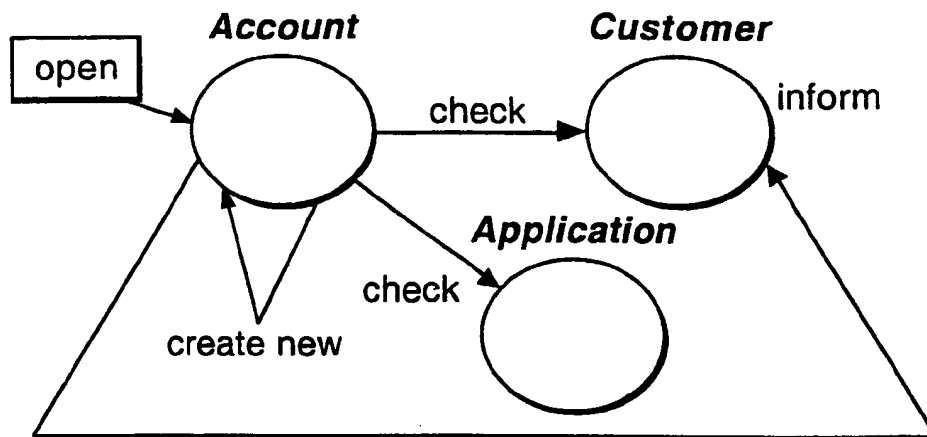 Account
Customer
open
inform
check
Application
check
create new